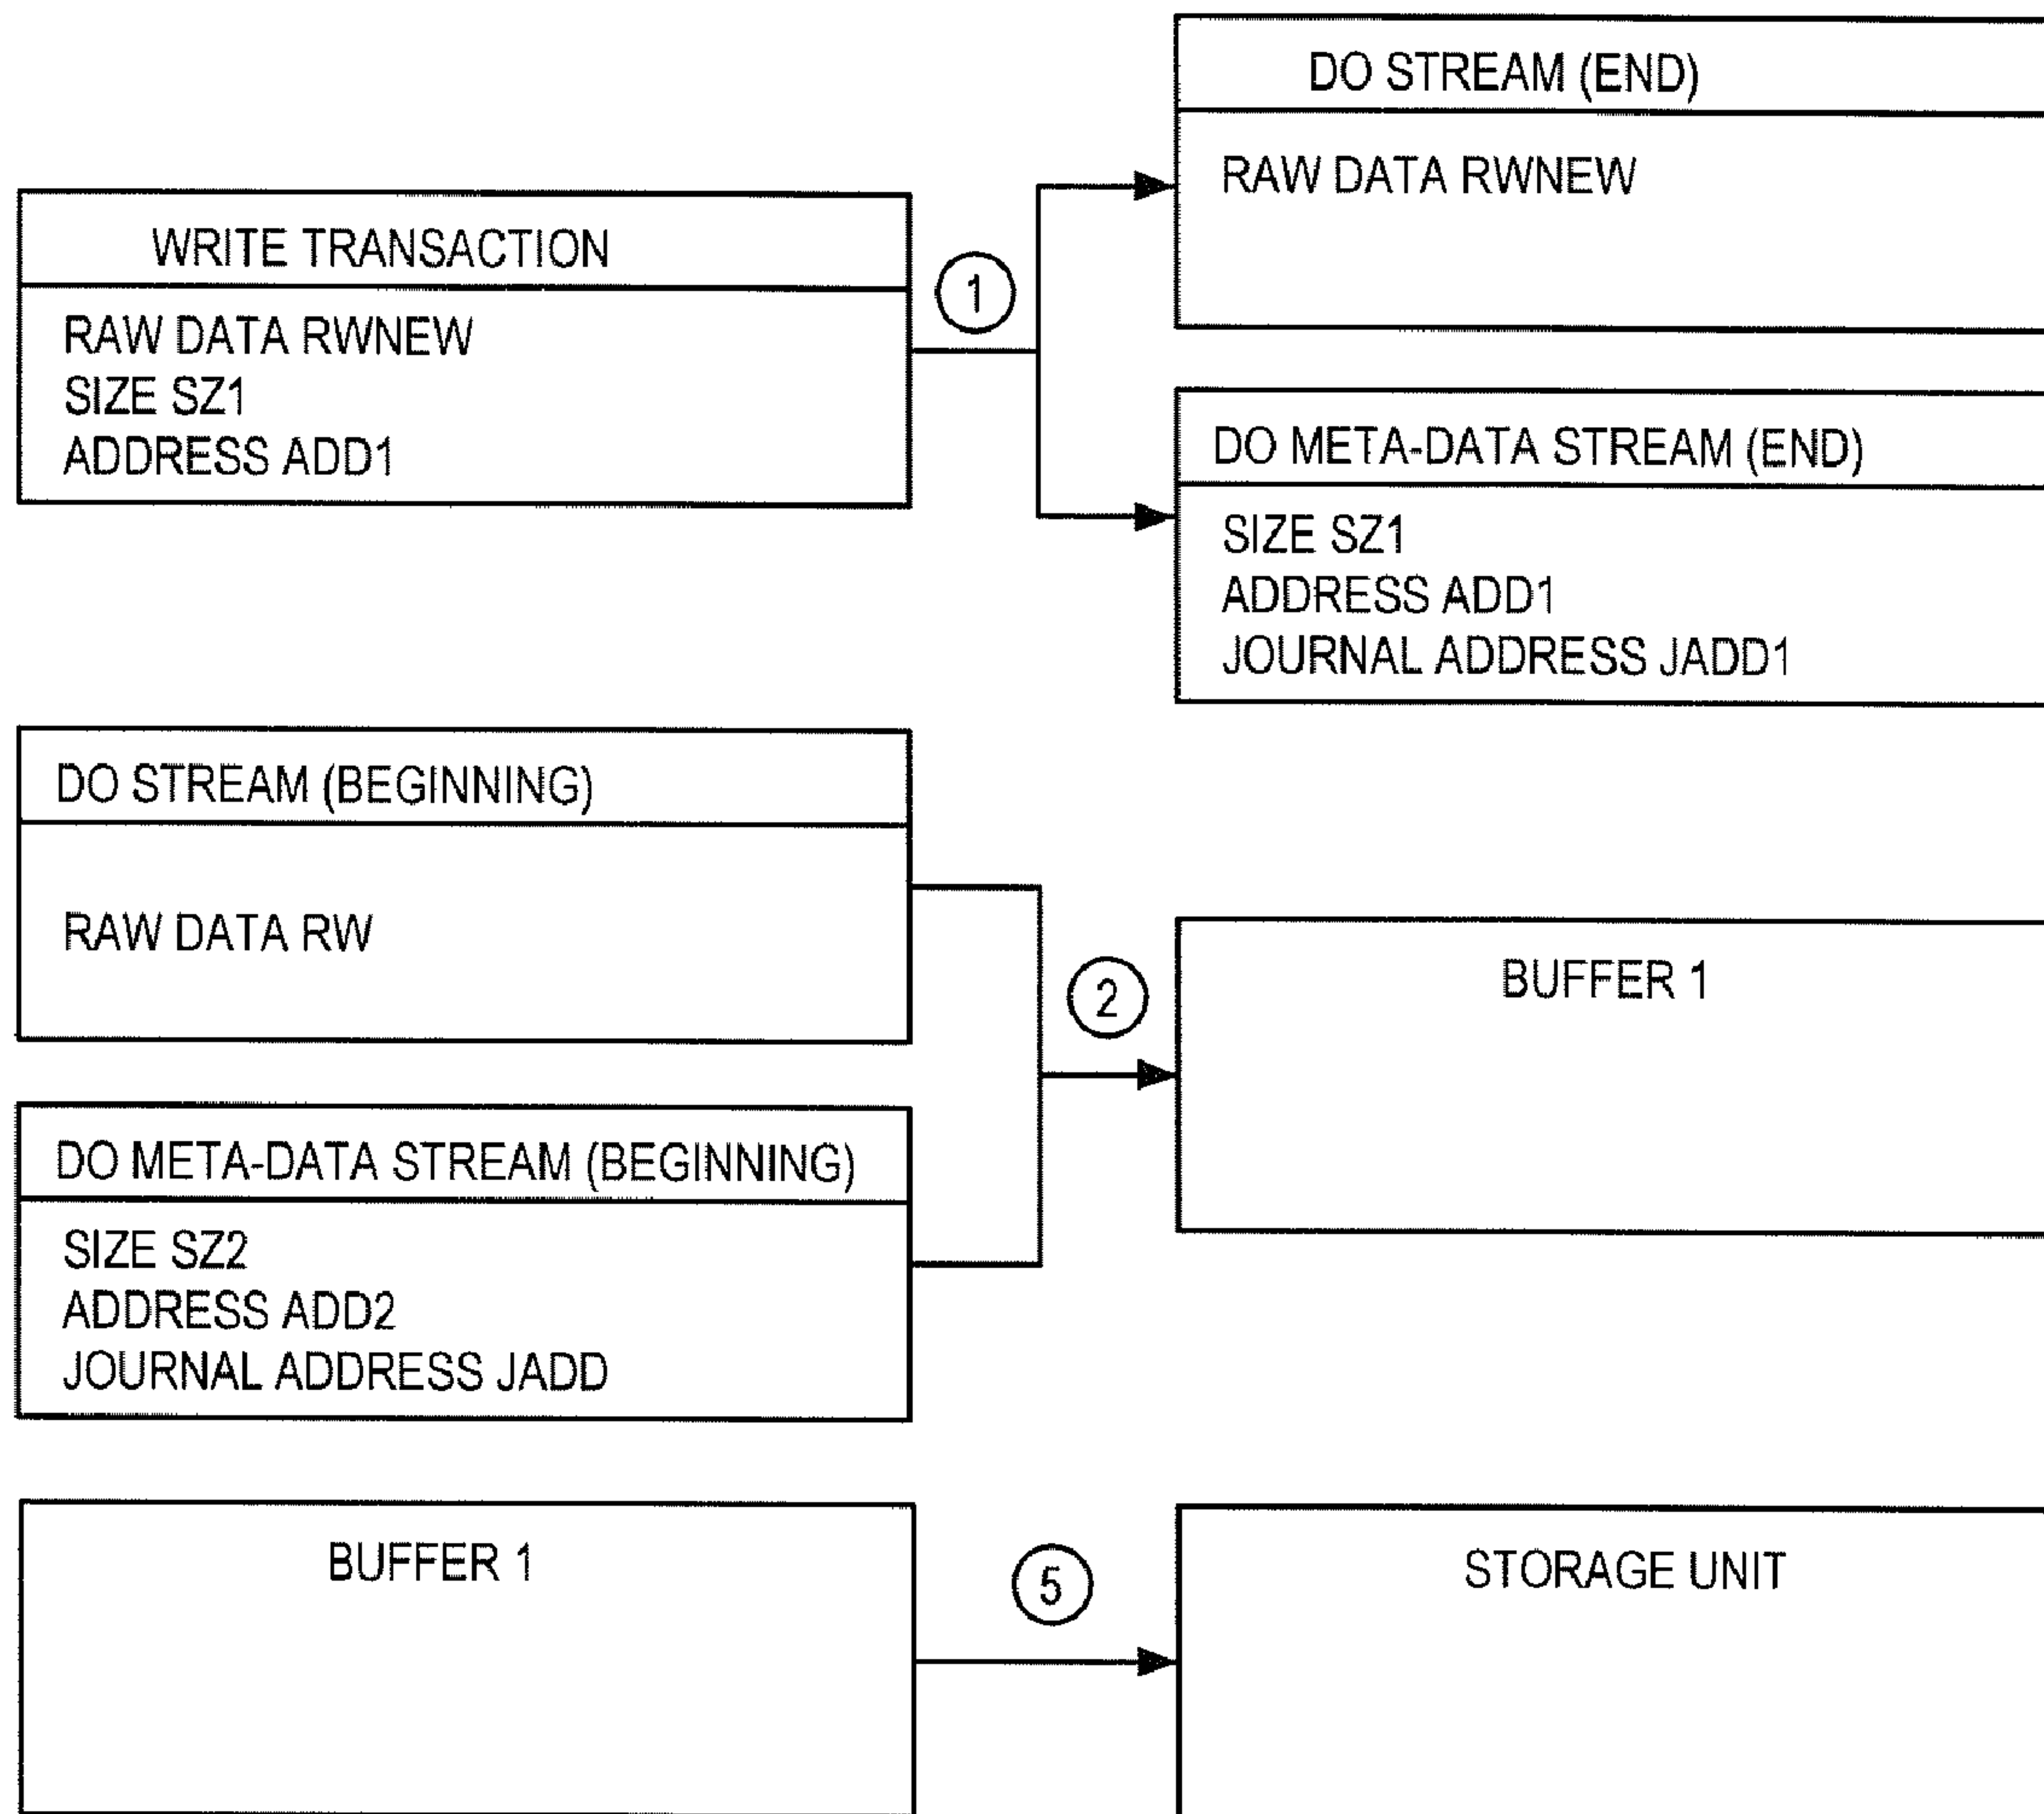 DO STREAM (END)
RAW DATA RWNEW
WRITE TRANSACTION
RAW DATA RWNEW
SIZE SZ1
ADDRESS ADD1
1
DO META-DATA STREAM (END)
SIZE SZ1
ADDRESS ADD1
JOURNAL ADDRESS JADD1
DO STREAM (BEGINNING)
RAW DATA RW
2
BUFFER 1
DO META-DATA STREAM (BEGINNING)
SIZE SZ2
ADDRESS ADD2
JOURNAL ADDRESS JADD
BUFFER 1
5
STORAGE UNIT